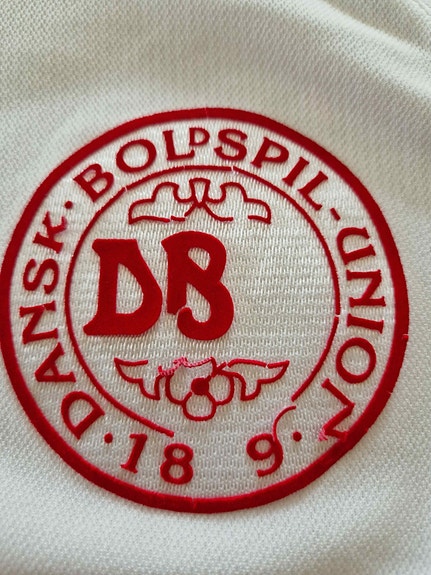 · DANSK · BOLDSPIL-UNION ·
DB
18 9